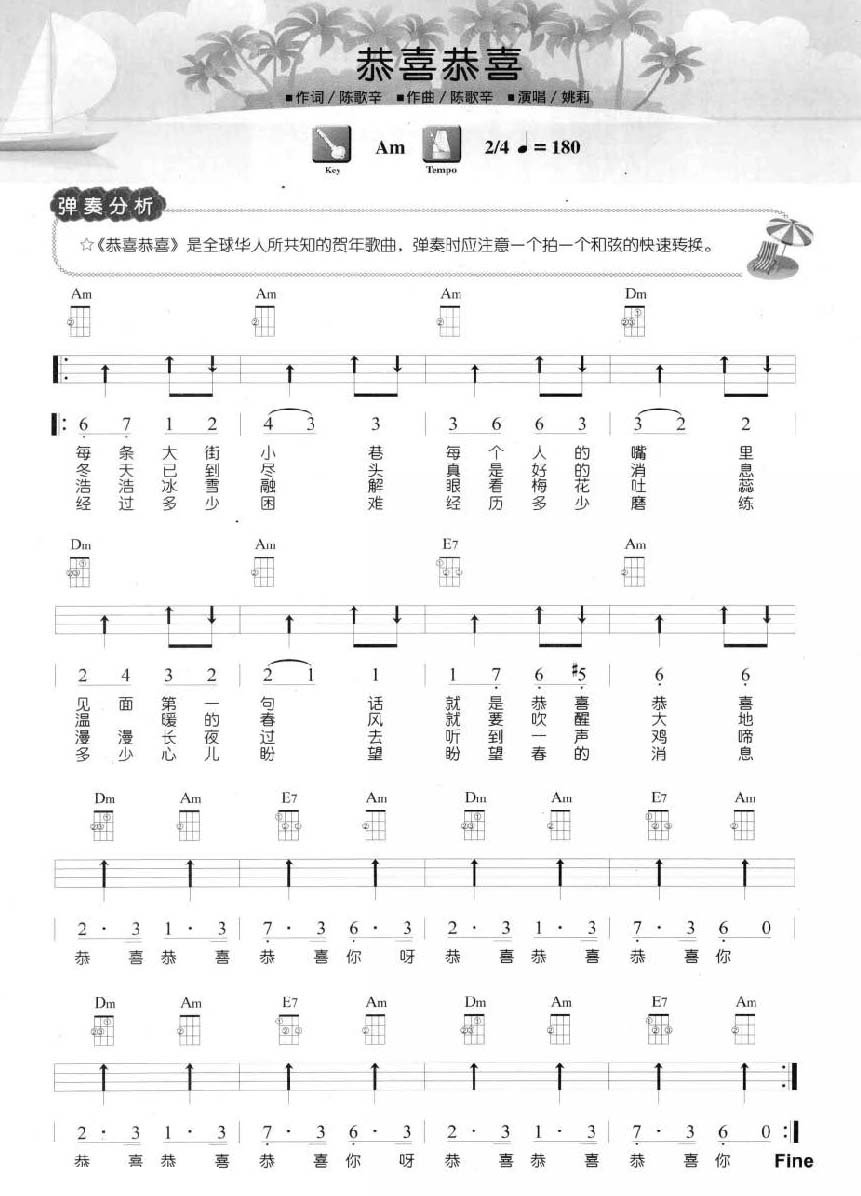 恭喜恭喜
■作词/陈歌辛 ■作曲/陈歌辛 ■演唱/姚莉
Am 2/4 ♩=180
Key Tempo
弹奏分析
☆《恭喜恭喜》是全球华人所共知的贺年歌曲，弹奏时应注意一个拍一个和弦的快速转换。
Am Am Am Dm
‖: 6̣ 7̣ 1 2 | 4 3 3 | 3 6 6 3 | 3 2 2 |
每条大街小巷 每个人的嘴里
冬天已到尽头 真是好的消息
浩浩冰雪融解 眼看梅花吐蕊
经过多少困难 经历多少磨练
Dm Am E7 Am
| 2 4 3 2 | 2 1 1 | 1 7̣ 6̣ #5̣ | 6̣ 6̣ |
见面第一句话 就是恭喜恭喜
温暖的春风 就要吹醒大地
漫漫长夜过去 听到一声鸡啼
多少心儿盼望 盼望春的消息
Dm Am E7 Am Dm Am E7 Am
| 2· 3 1· 3 | 7̣· 3 6̣· 3 | 2· 3 1· 3 | 7̣· 3 6̣ 0 |
恭喜恭喜 恭喜你呀 恭喜恭喜 恭喜你
Dm Am E7 Am Dm Am E7 Am
| 2· 3 1· 3 | 7̣· 3 6̣· 3 | 2· 3 1· 3 | 7̣· 3 6̣ 0 :‖
恭喜恭喜 恭喜你呀 恭喜恭喜 恭喜你 Fine